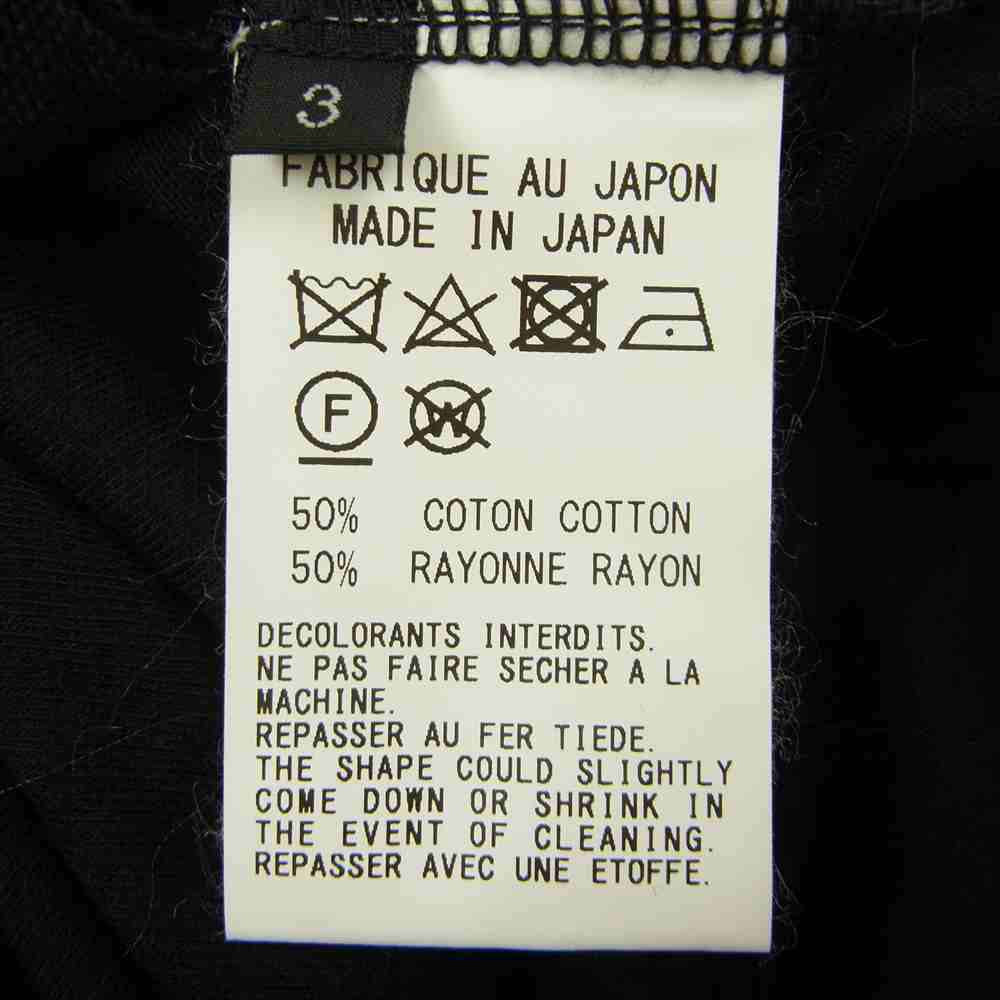 3
FABRIQUE AU JAPON
MADE IN JAPAN
F W
50% COTON COTTON
50% RAYONNE RAYON
DECOLORANTS INTERDITS.
NE PAS FAIRE SECHER A LA
MACHINE.
REPASSER AU FER TIEDE.
THE SHAPE COULD SLIGHTLY
COME DOWN OR SHRINK IN
THE EVENT OF CLEANING.
REPASSER AVEC UNE ETOFFE.